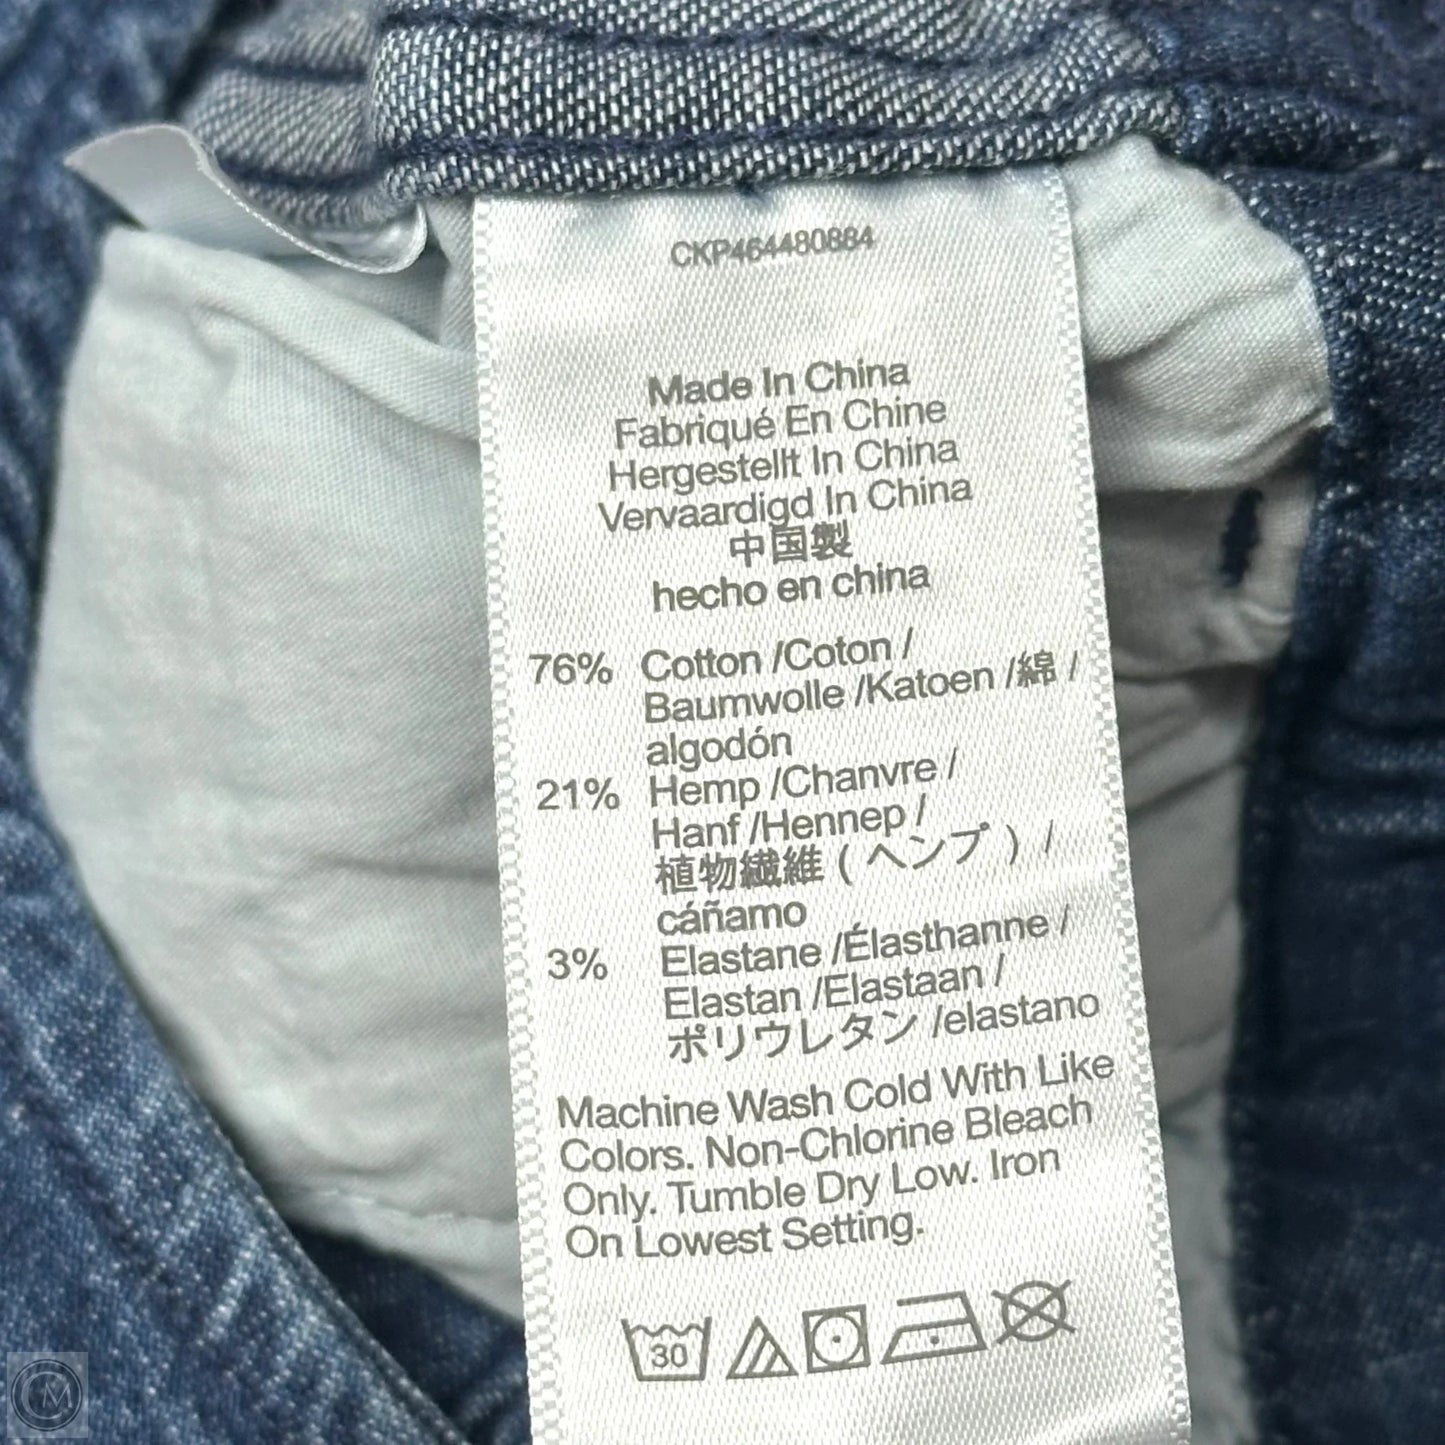 CKP464480884
Made In China
Fabriqué En Chine
Hergestellt In China
Vervaardigd In China
中国製
hecho en china
76% Cotton /Coton /
Baumwolle /Katoen /綿 /
algodón
21% Hemp /Chanvre /
Hanf /Hennep /
植物繊維 ( ヘンプ ) /
cáñamo
3% Elastane /Élasthanne /
Elastan /Elastaan /
ポリウレタン /elastano
Machine Wash Cold With Like
Colors. Non-Chlorine Bleach
Only. Tumble Dry Low. Iron
On Lowest Setting.
30
CM